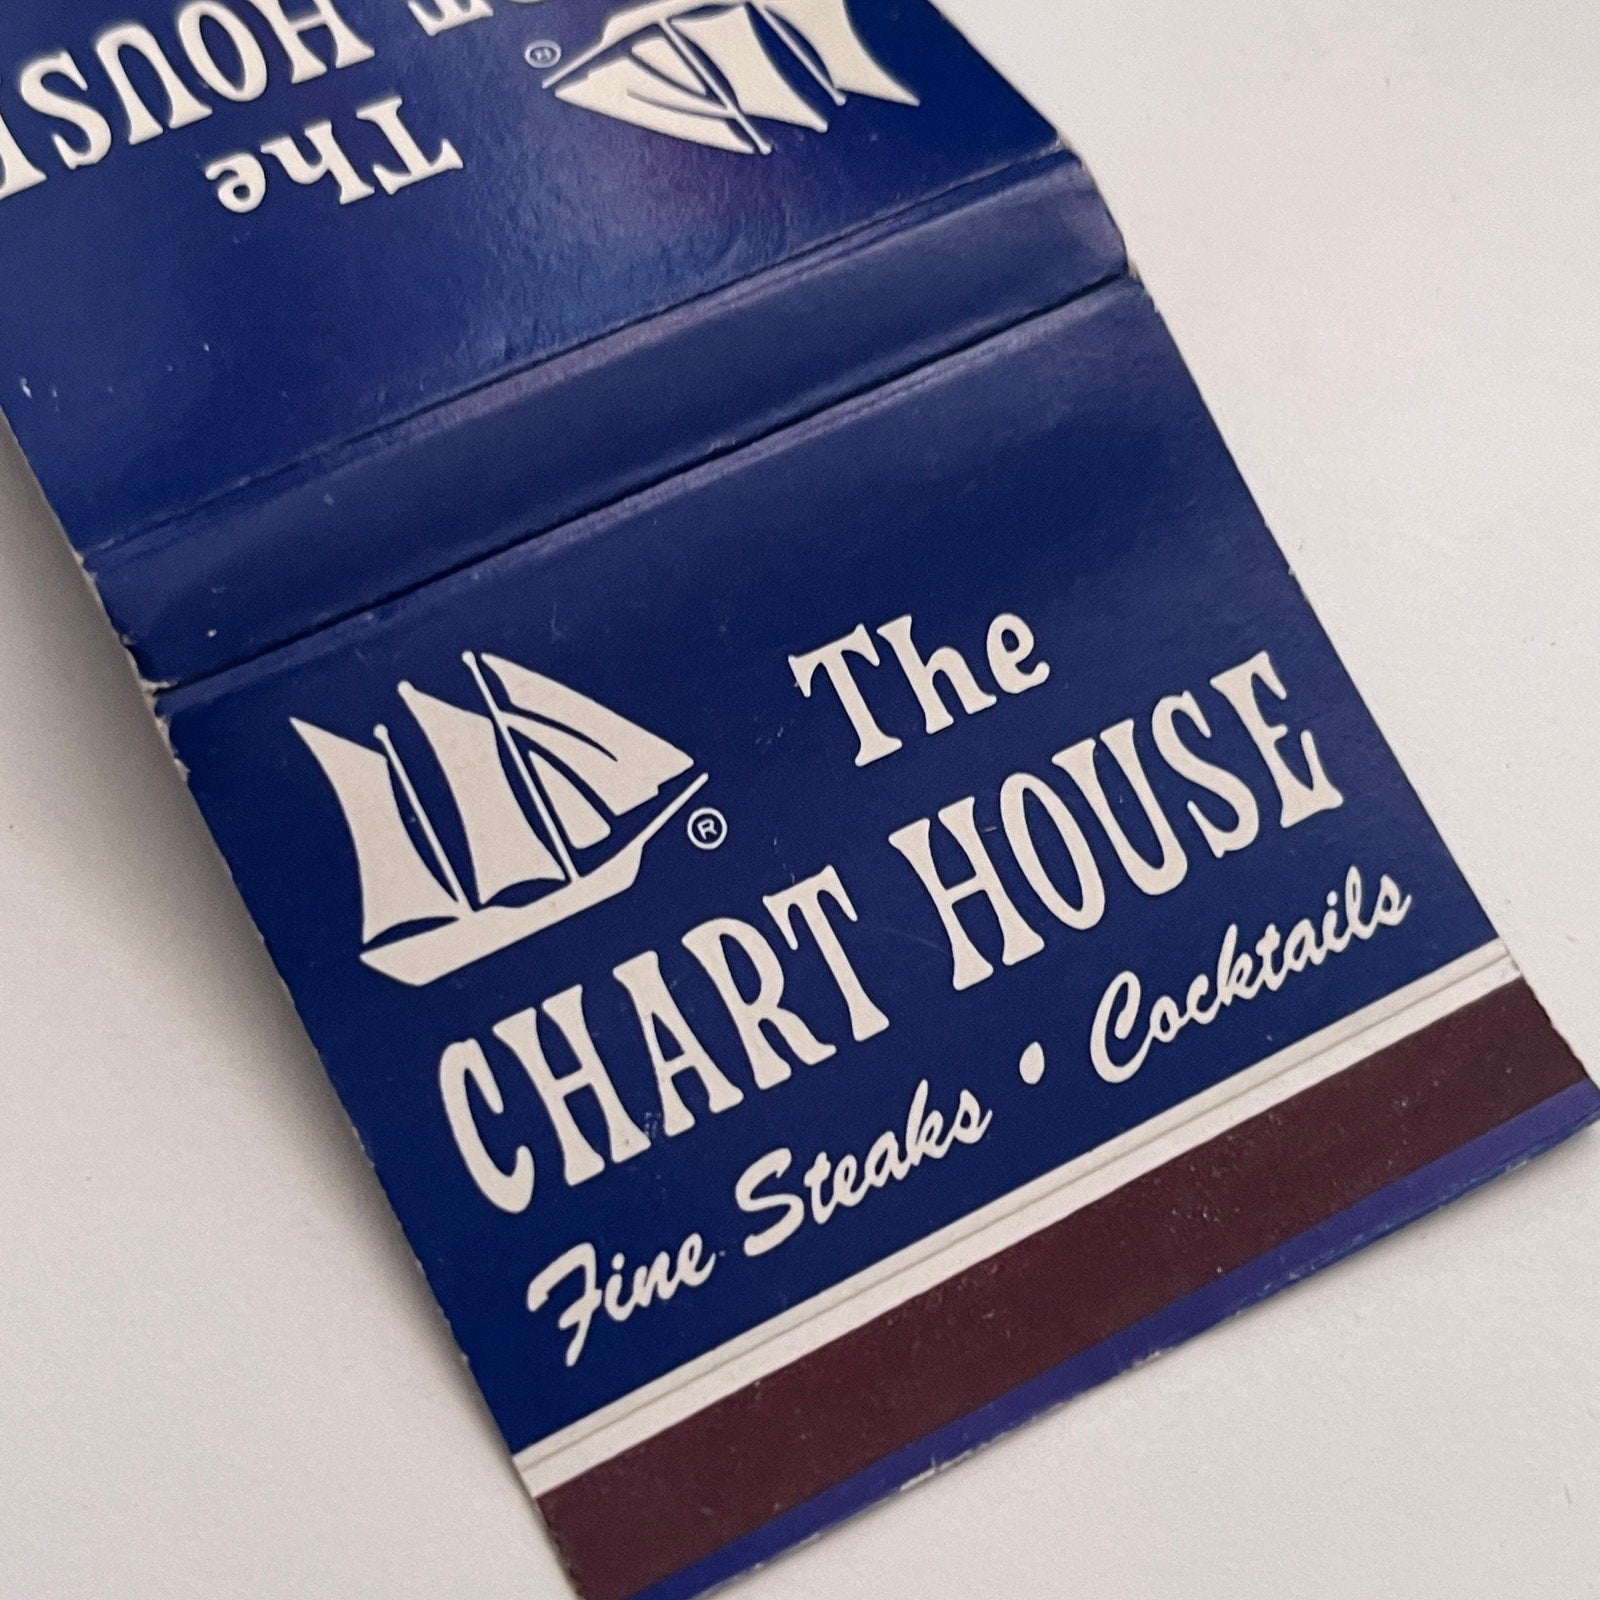 The
HOUSE
®
The
CHART HOUSE
®
Fine Steaks • Cocktails